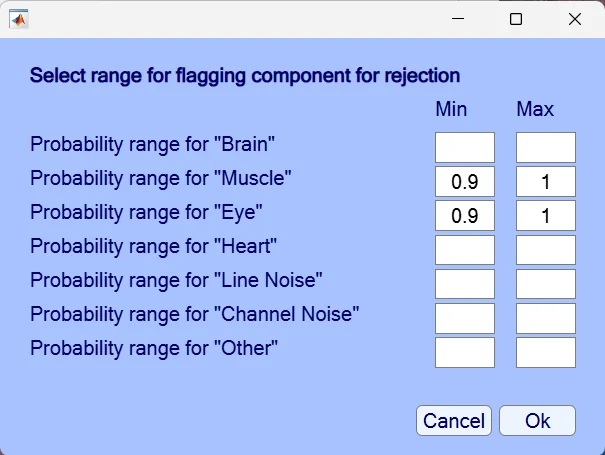 Select range for flagging component for rejection
Min Max
Probability range for "Brain"
Probability range for "Muscle" 0.9 1
Probability range for "Eye" 0.9 1
Probability range for "Heart"
Probability range for "Line Noise"
Probability range for "Channel Noise"
Probability range for "Other"
Cancel Ok